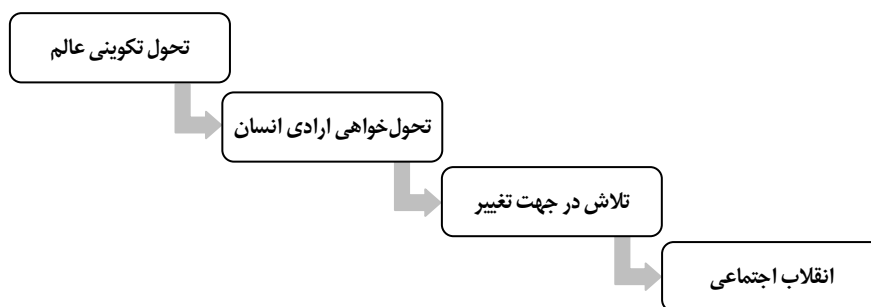 تحول تکوینی عالم
تحول‌خواهی ارادی انسان
تلاش در جهت تغییر
انقلاب اجتماعی